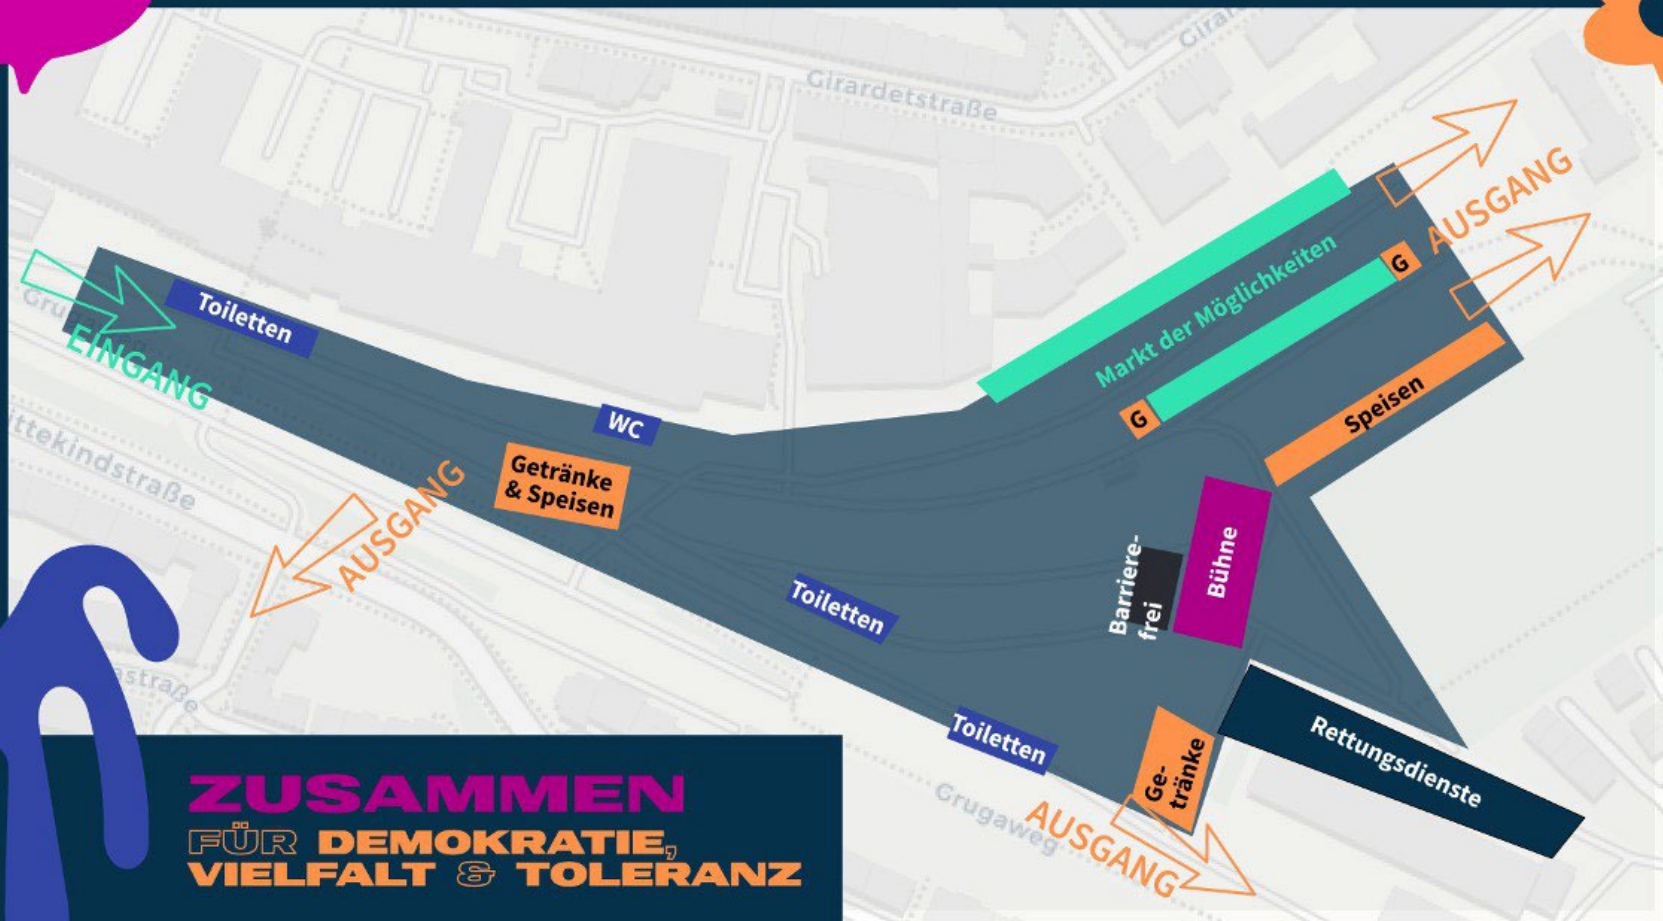 Girardetstraße
AUSGANG
Markt der Möglichkeiten
G
G
Speisen
Toiletten
EINGANG
WC
Getränke
& Speisen
AUSGANG
Bühne
Barriere-
frei
Toiletten
Toiletten
Ge-
tränke
Rettungsdienste
AUSGANG
Grugaweg
ZUSAMMEN
FÜR DEMOKRATIE,
VIELFALT & TOLERANZ